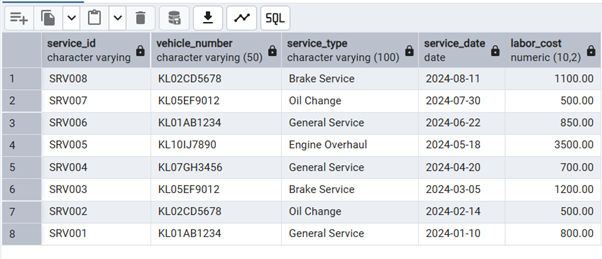 SQL
service_id vehicle_number service_type service_date labor_cost
character varying character varying (50) character varying (100) date numeric (10,2)
1 SRV008 KL02CD5678 Brake Service 2024-08-11 1100.00
2 SRV007 KL05EF9012 Oil Change 2024-07-30 500.00
3 SRV006 KL01AB1234 General Service 2024-06-22 850.00
4 SRV005 KL10IJ7890 Engine Overhaul 2024-05-18 3500.00
5 SRV004 KL07GH3456 General Service 2024-04-20 700.00
6 SRV003 KL05EF9012 Brake Service 2024-03-05 1200.00
7 SRV002 KL02CD5678 Oil Change 2024-02-14 500.00
8 SRV001 KL01AB1234 General Service 2024-01-10 800.00